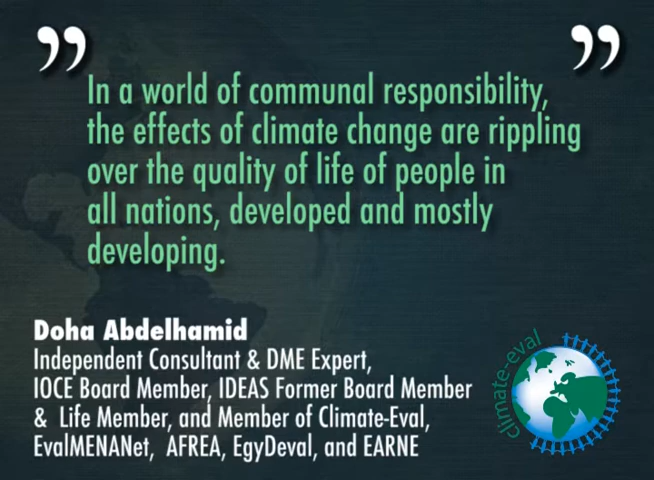 ” ”
In a world of communal responsibility,
the effects of climate change are rippling
over the quality of life of people in
all nations, developed and mostly
developing.
Doha Abdelhamid
Independent Consultant & DME Expert,
IOCE Board Member, IDEAS Former Board Member
& Life Member, and Member of Climate-Eval,
EvalMENANet, AFREA, EgyDeval, and EARNE
climate-eval